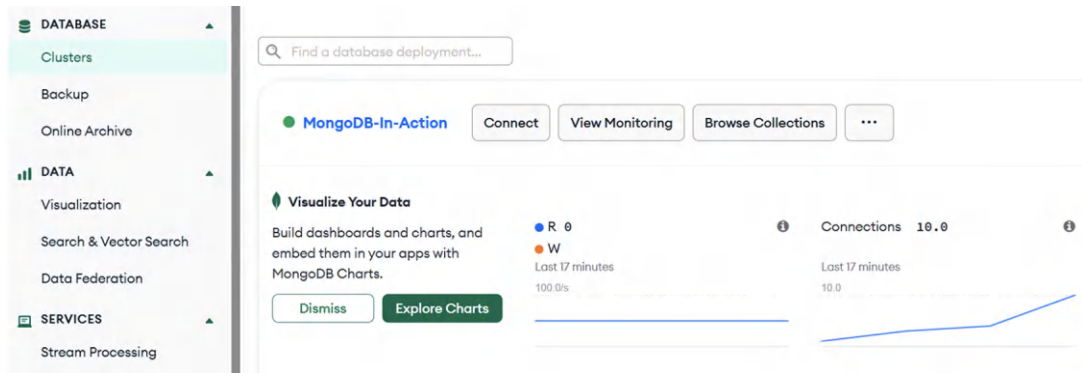 DATABASE
Clusters
Backup
Online Archive
DATA
Visualization
Search & Vector Search
Data Federation
SERVICES
Stream Processing
Find a database deployment...
MongoDB-In-Action
Connect
View Monitoring
Browse Collections
...
Visualize Your Data
Build dashboards and charts, and
embed them in your apps with
MongoDB Charts.
Dismiss
Explore Charts
R 0
W
Last 17 minutes
100.0/s
Connections 10.0
Last 17 minutes
10.0